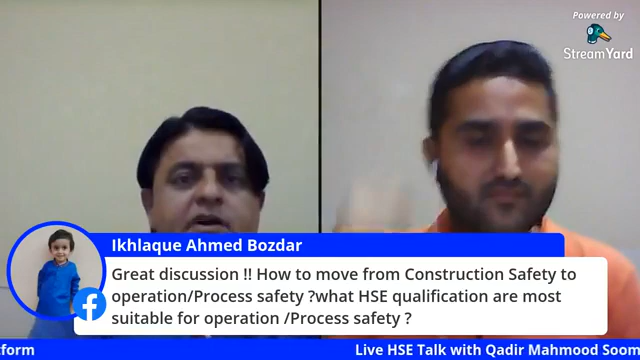 Powered by
StreamYard
Ikhlaque Ahmed Bozdar
Great discussion !! How to move from Construction Safety to
operation/Process safety ?what HSE qualification are most
suitable for operation /Process safety ?
tform Live HSE Talk with Qadir Mahmood Soom